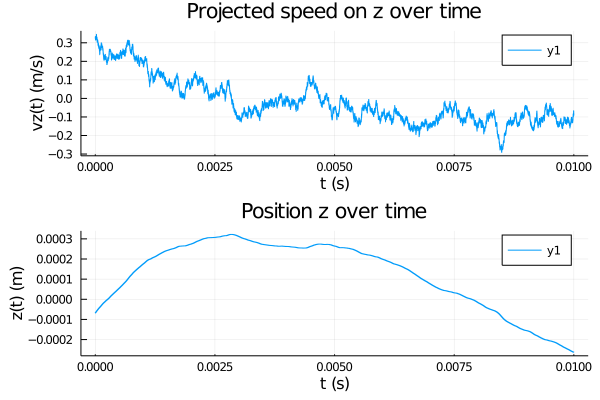 Projected speed on z over time
vz(t) (m/s)
0.3
0.2
0.1
0.0
−0.1
−0.2
−0.3
y1
0.0000 0.0025 0.0050 0.0075 0.0100
t (s)
Position z over time
z(t) (m)
0.0003
0.0002
0.0001
0.0000
−0.0001
−0.0002
y1
0.0000 0.0025 0.0050 0.0075 0.0100
t (s)